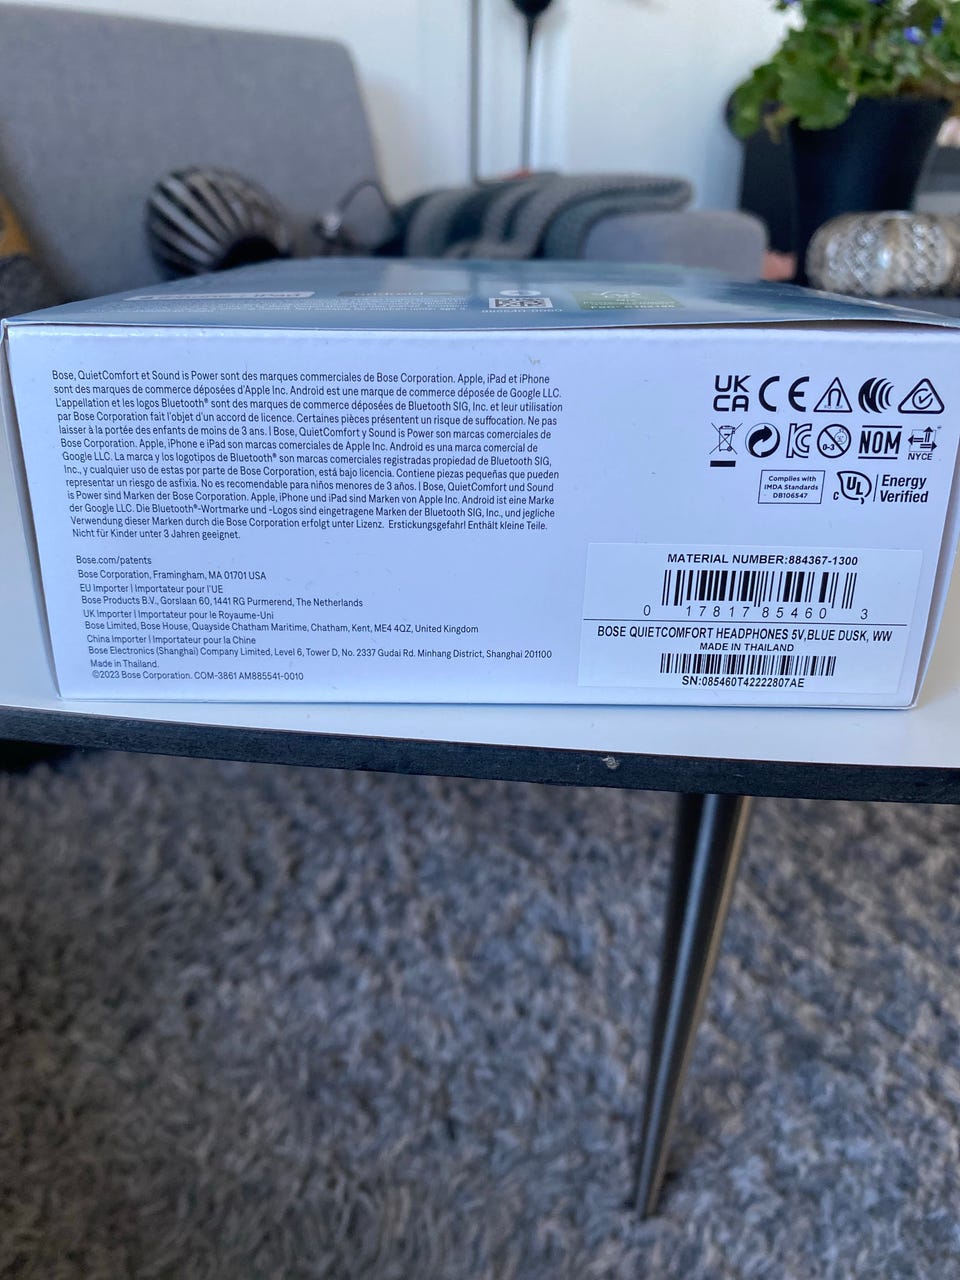 Bose, QuietComfort et Sound is Power sont des marques commerciales de Bose Corporation. Apple, iPad et iPhone
sont des marques de commerce déposées d'Apple Inc. Android est une marque de commerce de Google LLC.
L'appellation et les logos Bluetooth® sont des marques de commerce déposées de Bluetooth SIG, Inc. et leur utilisation
par Bose Corporation fait l'objet d'un accord de licence. Certaines pièces présentent un risque de suffocation. Ne pas
laisser à la portée des enfants de moins de 3 ans. | Bose, QuietComfort y Sound is Power son marcas comerciales de
Bose Corporation. Apple, iPhone e iPad son marcas comerciales de Apple Inc. Android es una marca comercial de
Google LLC. La marca y los logotipos de Bluetooth® son marcas comerciales registradas propiedad de Bluetooth SIG,
Inc., y cualquier uso de estas por parte de Bose Corporation, está bajo licencia. Contiene piezas pequeñas que pueden
representar un riesgo de asfixia. No es recomendable para niños menores de 3 años. | Bose, QuietComfort und Sound
is Power sind Marken der Bose Corporation. Apple, iPhone und iPad sind Marken von Apple Inc. Android ist eine Marke
der Google LLC. Die Bluetooth®-Wortmarke und -Logos sind eingetragene Marken der Bluetooth SIG, Inc., und jegliche
Verwendung dieser Marken durch die Bose Corporation erfolgt unter Lizenz. Erstickungsgefahr! Enthält kleine Teile.
Nicht für Kinder unter 3 Jahren geeignet.
Bose.com/patents
Bose Corporation, Framingham, MA 01701 USA
EU Importer | Importateur pour l'UE
Bose Products B.V., Gorslaan 60, 1441 RG Purmerend, The Netherlands
UK Importer | Importateur pour le Royaume-Uni
Bose Limited, Bose House, Quayside Chatham Maritime, Chatham, Kent, ME4 4QZ, United Kingdom
China Importer | Importateur pour la Chine
Bose Electronics (Shanghai) Company Limited, Level 6, Tower D, No. 2337 Gudai Rd. Minhang District, Shanghai 201100
Made in Thailand.
©2023 Bose Corporation. COM-3861 AM885541-0010
UK
CA CE
0-3 NOM NYCE
Complies with
IMDA Standards
DB106547
c UL Energy
Verified
MATERIAL NUMBER:884367-1300
0 17817 85460 3
BOSE QUIETCOMFORT HEADPHONES 5V,BLUE DUSK, WW
MADE IN THAILAND
SN:085460T42222807AE